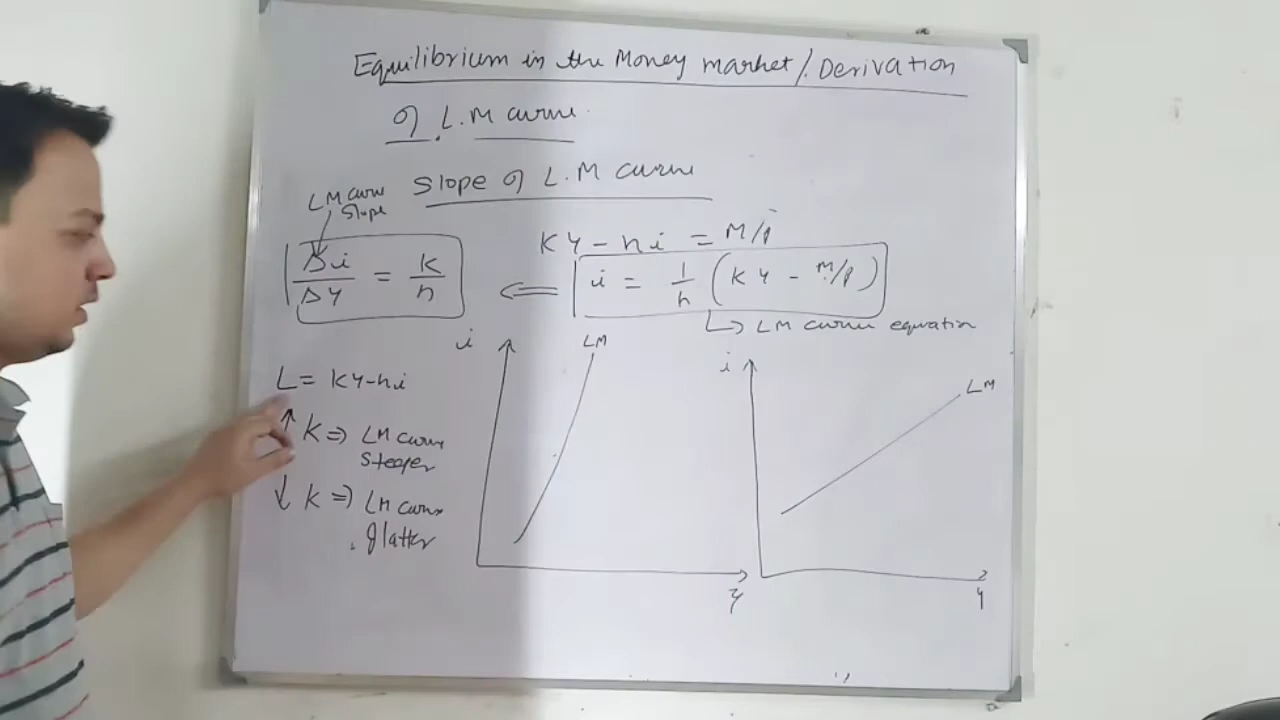 Equilibrium in the Money market/Derivation
of L.M curve.
Slope of L.M curve
LM curve
Slope
Δi/ΔY = k/h
kY - hi = M/P
i = 1/h (kY - M/P)
LM curve equation
L = kY-hi
↑ k ⇒ LM curve
Steeper
↓ k ⇒ LM curve
flatter
i
LM
Y
i
LM
Y